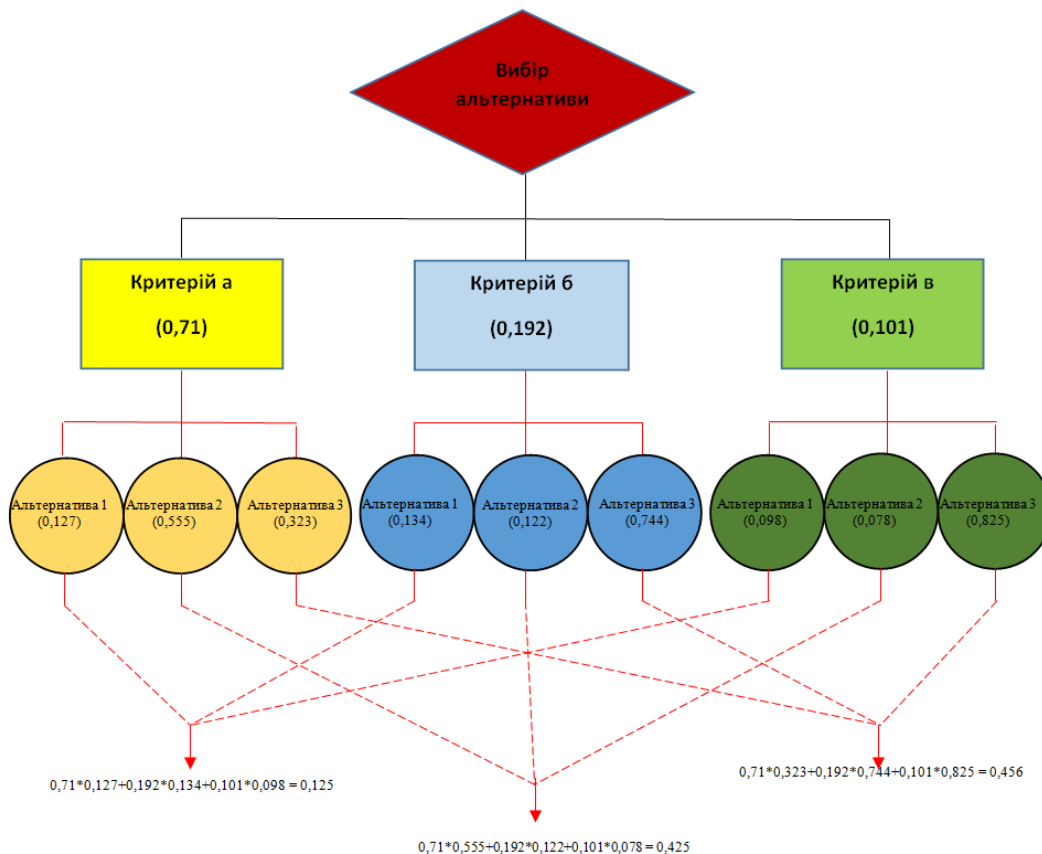 Вибір
альтернативи
Критерій а
(0,71)
Критерій б
(0,192)
Критерій в
(0,101)
Альтернатива 1
(0,127)
Альтернатива 2
(0,555)
Альтернатива 3
(0,323)
Альтернатива 1
(0,134)
Альтернатива 2
(0,122)
Альтернатива 3
(0,744)
Альтернатива 1
(0,098)
Альтернатива 2
(0,078)
Альтернатива 3
(0,825)
0,71*0,127+0,192*0,134+0,101*0,098 = 0,125
0,71*0,555+0,192*0,122+0,101*0,078 = 0,425
0,71*0,323+0,192*0,744+0,101*0,825 = 0,456